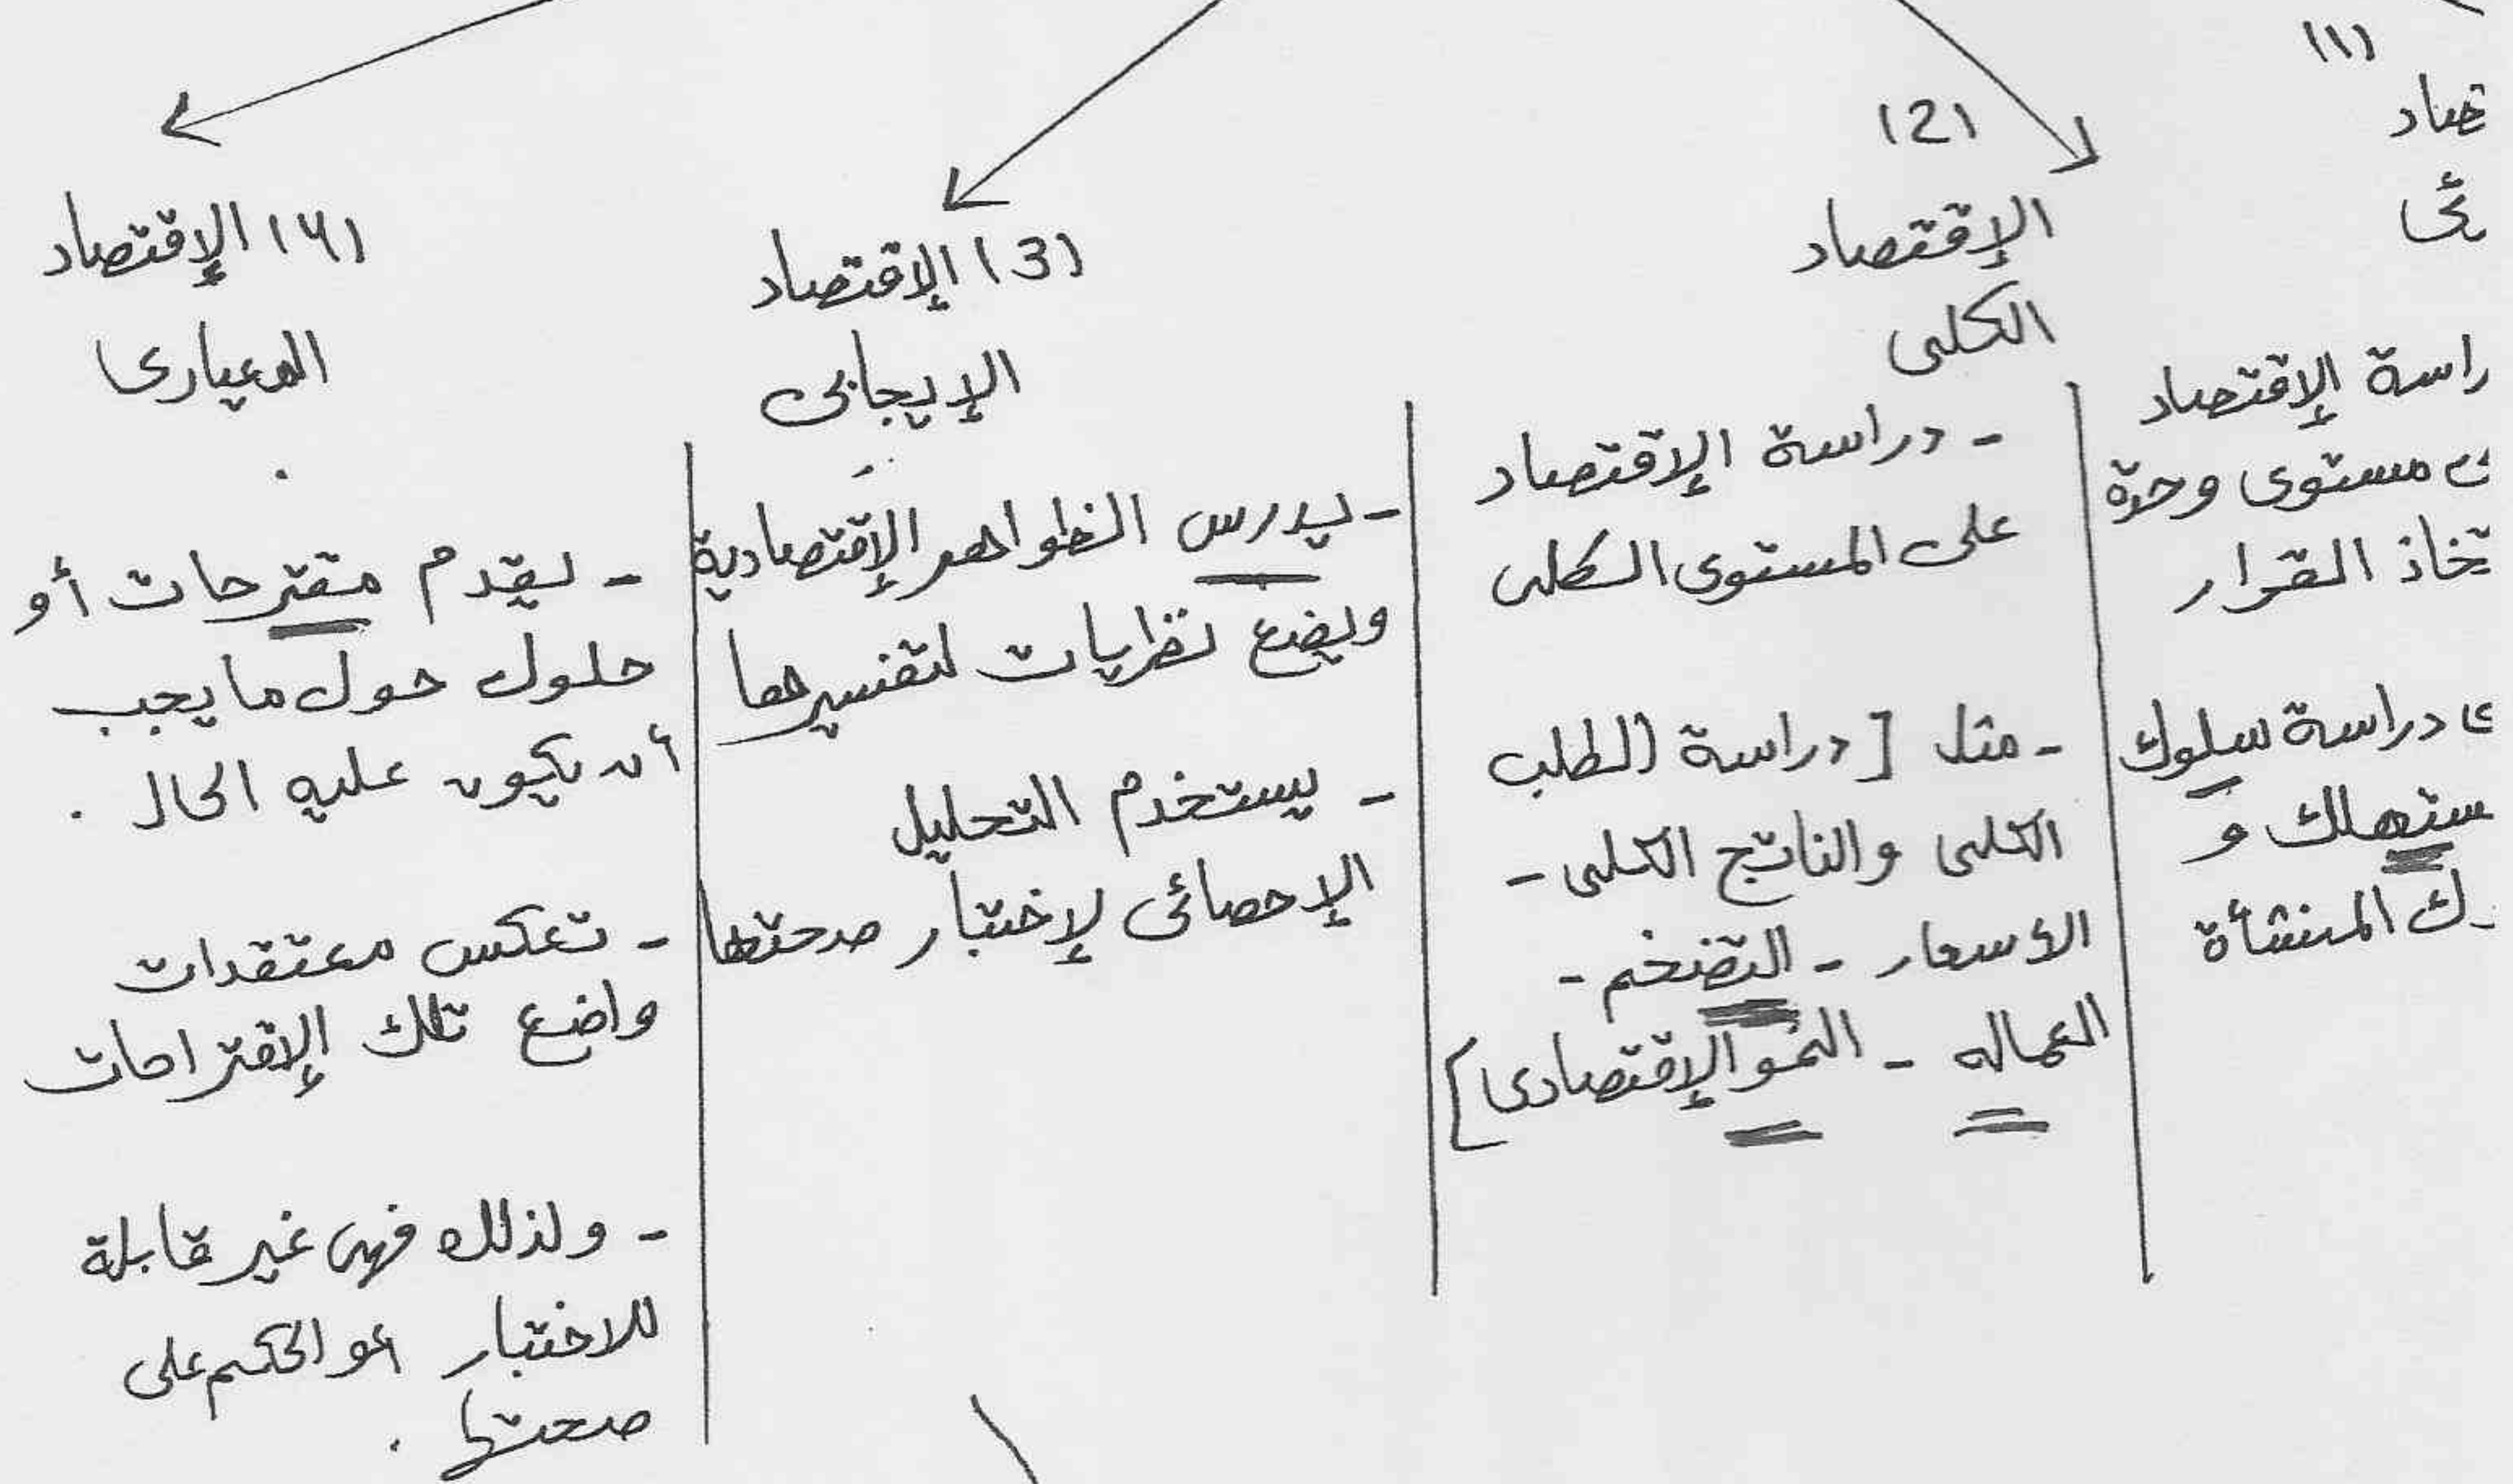 (1)
تصاد
ئى
راسة الإقتصاد
ى مستوى وحدة
تخاذ القرار
دراسة سلوك
ستهلك و
ك المنشأة
(2)
الإقتصاد
الكلى
- دراسة الإقتصاد
على المستوى الكلى
- مثل [دراسة (الطلب
الكلى والناتج الكلى -
الأسعار - التضخم -
العماله - النمو الإقتصادى]
(3) الإقتصاد
الإيجابى
- يدرس الظواهر الإقتصادية
ويضع نظريات لتفسيرها
- يستخدم التحليل
الإحصائى لإختبار صحتها
(4) الإقتصاد
المعيارى
- يقدم مقترحات أو
حلول حول ما يجب
أن يكون عليه الحال .
- تعكس معتقدات
واضع تلك الإقتراحات
- ولذلك فهى غير قابلة
للاختبار أو الحكم على
صحتها .